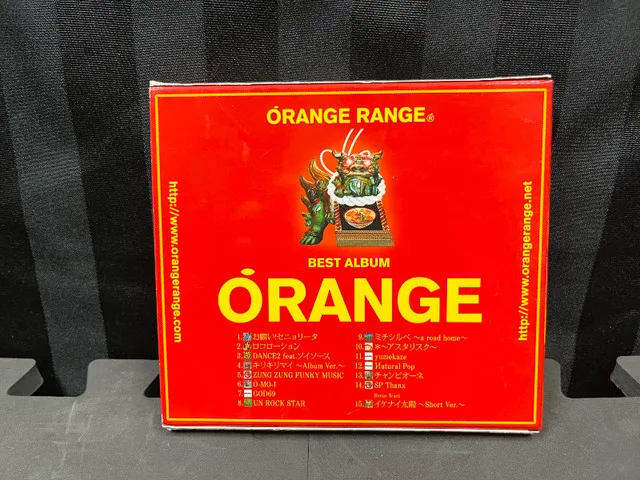 ÓRANGE RANGE®
http://www.orangerange.com
http://www.orangerange.net
BEST ALBUM
ÓRANGE
1. お願い!セニョリータ
2. ロコローション
3. DANCE2 feat.ソイソース
4. キリキリマイ 〜Album Ver.〜
5. ZUNG ZUNG FUNKY MUSIC
6. O-MO-I
7. GOD69
8. UN ROCK STAR
9. ミチシルベ 〜a road home〜
10. *〜アスタリスク〜
11. yumekaze
12. Natural Pop
13. チャンピオーネ
14. SP Thanx
Bonus Track
15. イケナイ太陽 〜Short Ver.〜